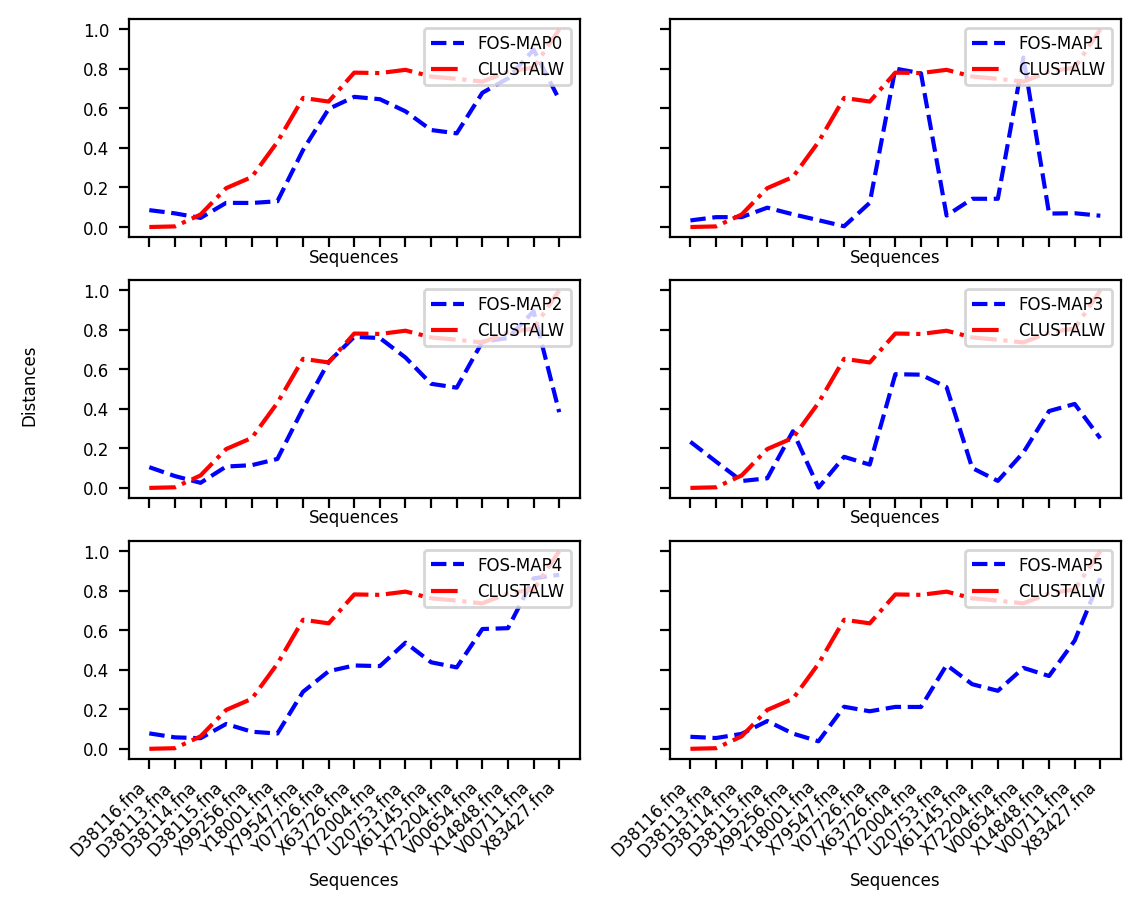 1.0
0.8
0.6
0.4
0.2
0.0
FOS-MAP0
CLUSTALW
Sequences
FOS-MAP1
CLUSTALW
Sequences
Distances
1.0
0.8
0.6
0.4
0.2
0.0
FOS-MAP2
CLUSTALW
Sequences
FOS-MAP3
CLUSTALW
Sequences
1.0
0.8
0.6
0.4
0.2
0.0
FOS-MAP4
CLUSTALW
D38116.fna
D38113.fna
D38114.fna
D38115.fna
X99256.fna
Y18001.fna
X79547.fna
Y07726.fna
X63726.fna
X72004.fna
U20753.fna
X61145.fna
X72204.fna
V00654.fna
X14848.fna
V00711.fna
X83427.fna
Sequences
FOS-MAP5
CLUSTALW
D38116.fna
D38113.fna
D38114.fna
D38115.fna
X99256.fna
Y18001.fna
X79547.fna
Y07726.fna
X63726.fna
X72004.fna
U20753.fna
X61145.fna
X72204.fna
V00654.fna
X14848.fna
V00711.fna
X83427.fna
Sequences